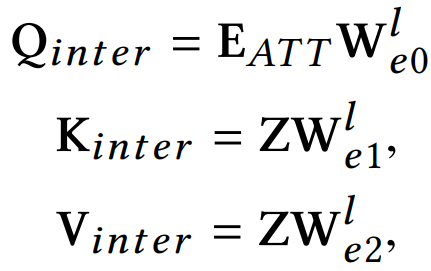 Q_{inter} = E_{ATT}W^{l}_{e0}
K_{inter} = ZW^{l}_{e1},
V_{inter} = ZW^{l}_{e2},